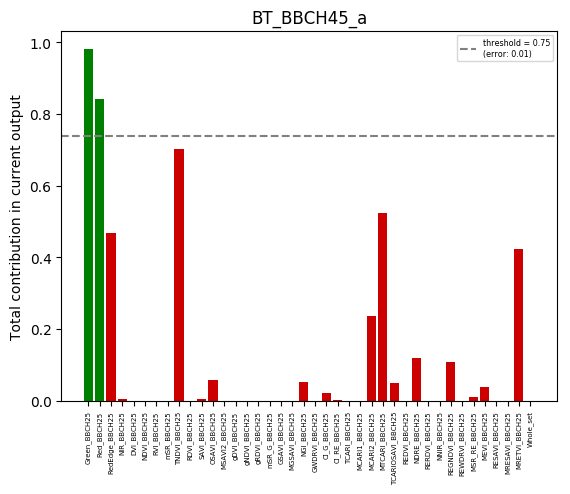 BT_BBCH45_a
threshold = 0.75
(error: 0.01)
Total contribution in current output
1.0
0.8
0.6
0.4
0.2
0.0
Green_BBCH25
Red_BBCH25
RedEdge_BBCH25
NIR_BBCH25
DVI_BBCH25
NDVI_BBCH25
RVI_BBCH25
mSR_BBCH25
TNDVI_BBCH25
RDVI_BBCH25
SAVI_BBCH25
OSAVI_BBCH25
MSAVI2_BBCH25
gDVI_BBCH25
gNDVI_BBCH25
gRDVI_BBCH25
mSR_G_BBCH25
GSAVI_BBCH25
MGSAVI_BBCH25
NGI_BBCH25
GWDRVI_BBCH25
CI_G_BBCH25
CI_RE_BBCH25
TCARI_BBCH25
MCARI1_BBCH25
MCARI2_BBCH25
MTCARI_BBCH25
TCARIOSAVI_BBCH25
REDVI_BBCH25
NDRE_BBCH25
RERDVI_BBCH25
NNIR_BBCH25
REGNDVI_BBCH25
REWDRVI_BBCH25
MSR_RE_BBCH25
MEVI_BBCH25
RESAVI_BBCH25
MRESAVI_BBCH25
MRETVI_BBCH25
Whole_set